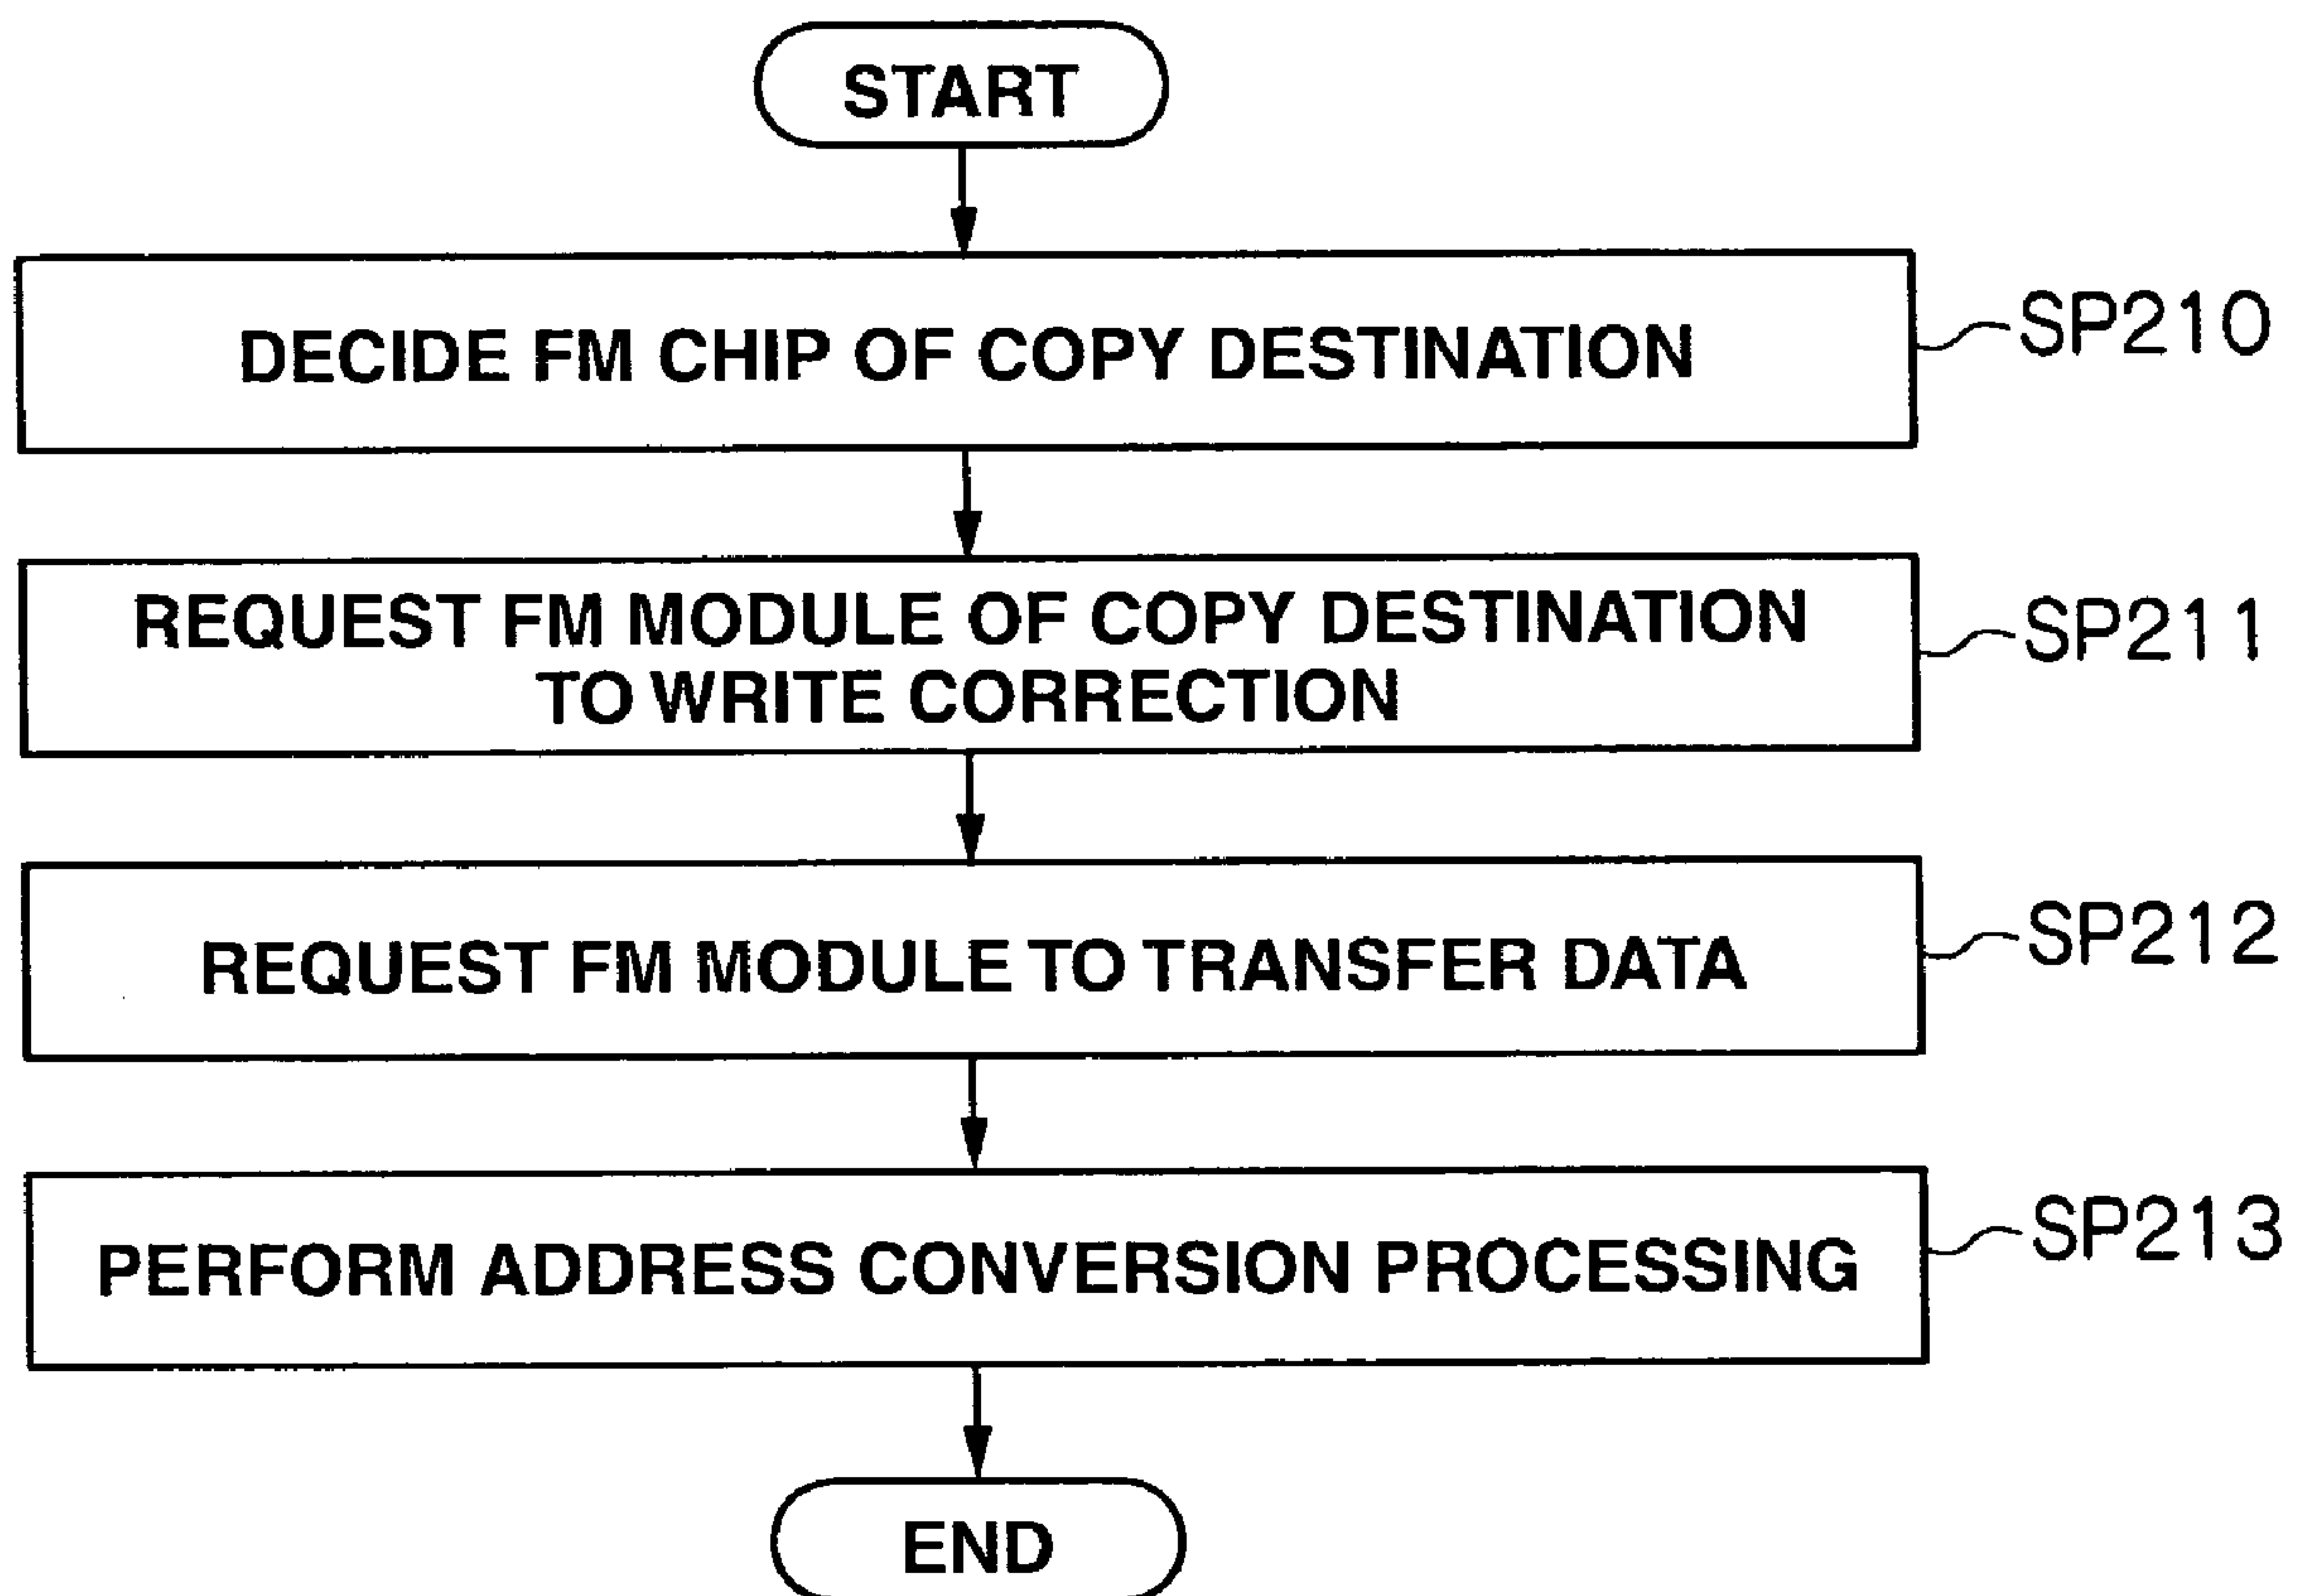 START
DECIDE FM CHIP OF COPY DESTINATION
SP210
REQUEST FM MODULE OF COPY DESTINATION
TO WRITE CORRECTION
SP211
REQUEST FM MODULE TO TRANSFER DATA
SP212
PERFORM ADDRESS CONVERSION PROCESSING
SP213
END